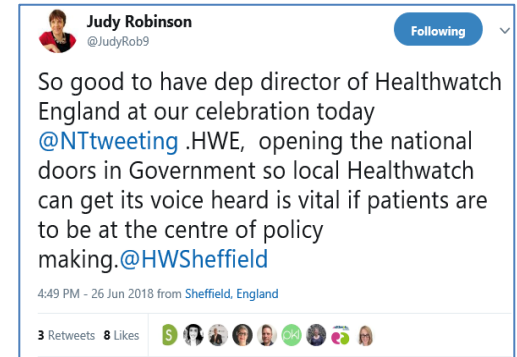 Judy Robinson
@JudyRob9
Following
So good to have dep director of Healthwatch
England at our celebration today
@NTtweeting .HWE,  opening the national
doors in Government so local Healthwatch
can get its voice heard is vital if patients are
to be at the centre of policy
making.@HWSheffield
4:49 PM - 26 Jun 2018 from Sheffield, England
3 Retweets 8 Likes